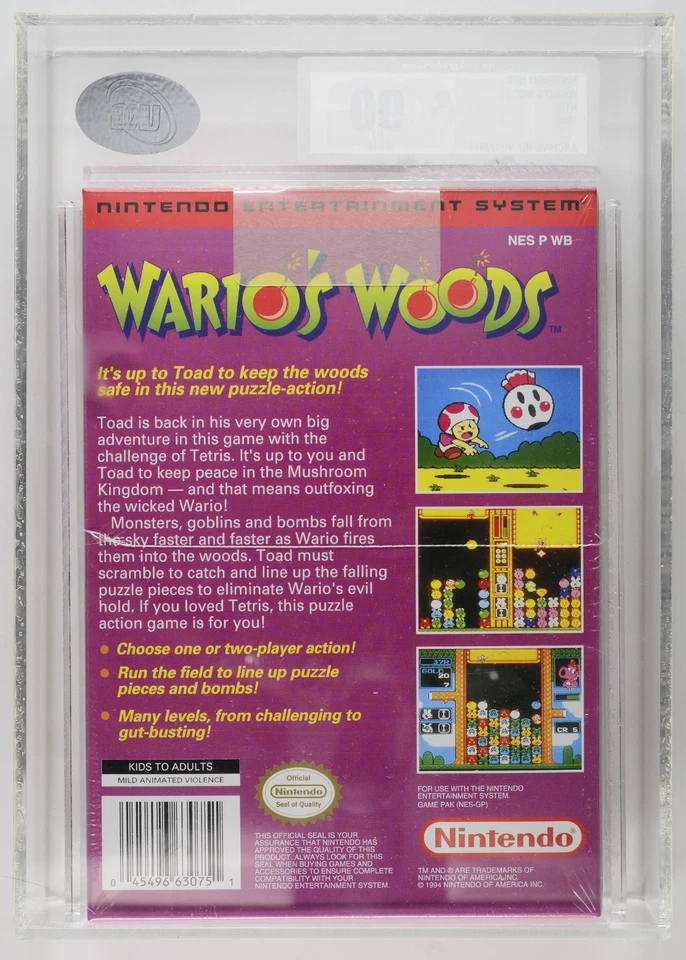 90
NINTENDO ENTERTAINMENT SYSTEM
NES P WB
WARIO'S WOODS™
It's up to Toad to keep the woods
safe in this new puzzle-action!
Toad is back in his very own big
adventure in this game with the
challenge of Tetris. It's up to you and
Toad to keep peace in the Mushroom
Kingdom — and that means outfoxing
the wicked Wario!
Monsters, goblins and bombs fall from
the sky faster and faster as Wario fires
them into the woods. Toad must
scramble to catch and line up the falling
puzzle pieces to eliminate Wario's evil
hold. If you loved Tetris, this puzzle
action game is for you!
• Choose one or two-player action!
• Run the field to line up puzzle
pieces and bombs!
• Many levels, from challenging to
gut-busting!
GOLD
20
7
CR 5
KIDS TO ADULTS
MILD ANIMATED VIOLENCE
0 45496 63075 1
Official
Nintendo
Seal of Quality
THIS OFFICIAL SEAL IS YOUR
ASSURANCE THAT NINTENDO HAS
APPROVED THE QUALITY OF THIS
PRODUCT. ALWAYS LOOK FOR THIS
SEAL WHEN BUYING GAMES AND
ACCESSORIES TO ENSURE COMPLETE
COMPATIBILITY WITH YOUR
NINTENDO ENTERTAINMENT SYSTEM.
FOR USE WITH THE NINTENDO
ENTERTAINMENT SYSTEM.
GAME PAK (NES-GP)
Nintendo®
TM AND ® ARE TRADEMARKS OF
NINTENDO OF AMERICA INC.
© 1994 NINTENDO OF AMERICA INC.